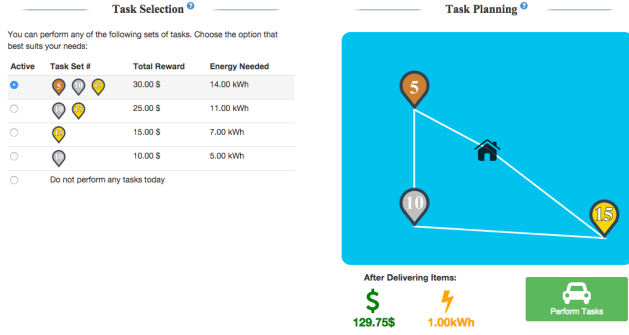 Task Selection ?
You can perform any of the following sets of tasks. Choose the option that
best suits your needs:
Active Task Set # Total Reward Energy Needed
5 10 15 30.00 $ 14.00 kWh
10 15 25.00 $ 11.00 kWh
15 15.00 $ 7.00 kWh
10 10.00 $ 5.00 kWh
Do not perform any tasks today
Task Planning ?
5
10
15
After Delivering Items:
$
129.75$ 1.00kWh
Perform Tasks